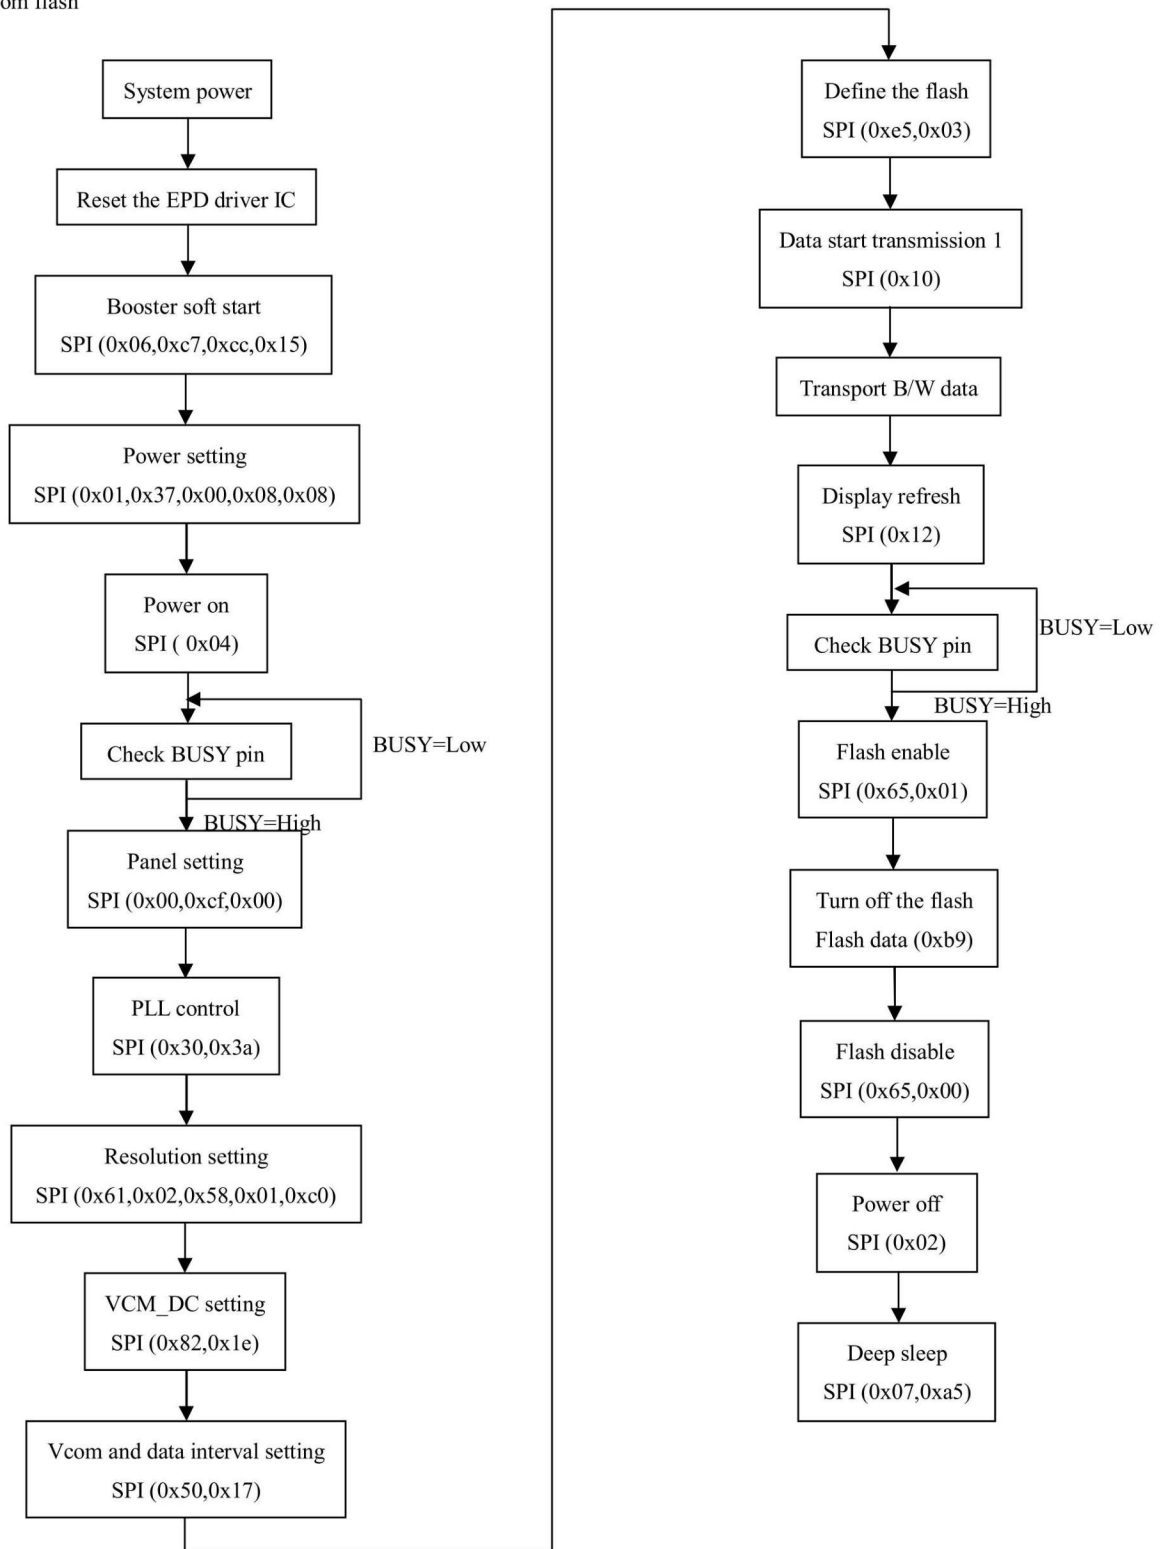 flash
System power
Reset the EPD driver IC
Booster soft start
SPI (0x06,0xc7,0xcc,0x15)
Power setting
SPI (0x01,0x37,0x00,0x08,0x08)
Power on
SPI ( 0x04)
Check BUSY pin
BUSY=Low
BUSY=High
Panel setting
SPI (0x00,0xcf,0x00)
PLL control
SPI (0x30,0x3a)
Resolution setting
SPI (0x61,0x02,0x58,0x01,0xc0)
VCM_DC setting
SPI (0x82,0x1e)
Vcom and data interval setting
SPI (0x50,0x17)
Define the flash
SPI (0xe5,0x03)
Data start transmission 1
SPI (0x10)
Transport B/W data
Display refresh
SPI (0x12)
Check BUSY pin
BUSY=Low
BUSY=High
Flash enable
SPI (0x65,0x01)
Turn off the flash
Flash data (0xb9)
Flash disable
SPI (0x65,0x00)
Power off
SPI (0x02)
Deep sleep
SPI (0x07,0xa5)